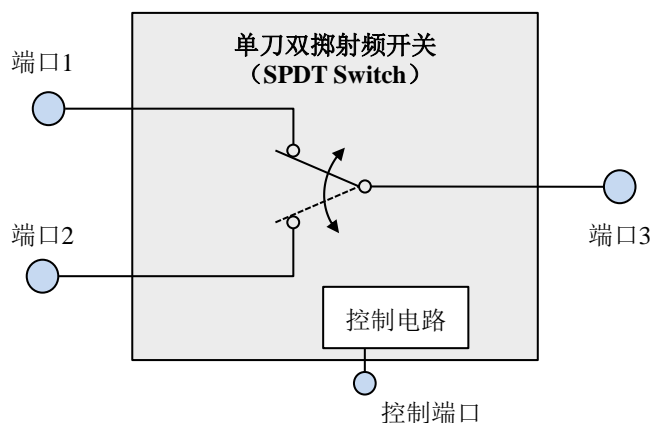 单刀双掷射频开关
（SPDT Switch）
端口1
端口2
端口3
控制电路
控制端口